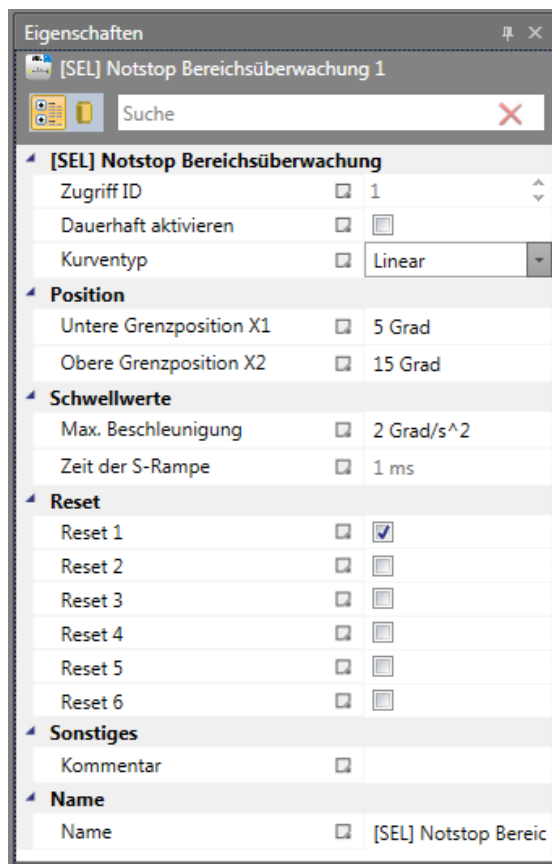 Eigenschaften
[SEL] Notstop Bereichsüberwachung 1
Suche
[SEL] Notstop Bereichsüberwachung
Zugriff ID 1
Dauerhaft aktivieren
Kurventyp Linear
Position
Untere Grenzposition X1 5 Grad
Obere Grenzposition X2 15 Grad
Schwellwerte
Max. Beschleunigung 2 Grad/s^2
Zeit der S-Rampe 1 ms
Reset
Reset 1
Reset 2
Reset 3
Reset 4
Reset 5
Reset 6
Sonstiges
Kommentar
Name
Name [SEL] Notstop Bereic